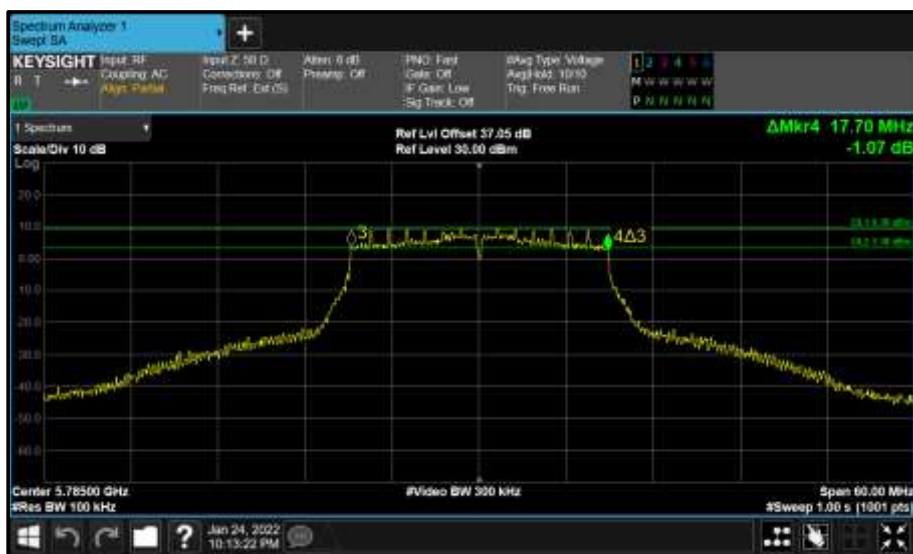 Spectrum Analyzer 1
Swept SA
+
KEYSIGHT Input: RF Input Z: 50 Ω Atten: 0 dB PNO: Fast #Avg Type: Voltage 1 2 3 4 5 6
R T Coupling: AC Corrections: Off Preamp: Off Gate: Off Avg|Hold: 10/10 M W W W W W
Align: Partial Freq Ref: Ext (S) IF Gain: Low Trig: Free Run
Sig Track: Off P N N N N N
1 Spectrum Ref Lvl Offset 37.05 dB ΔMkr4 17.70 MHz
Scale/Div 10 dB Ref Level 30.00 dBm -1.07 dB
Log
20.0
10.0
3 4Δ3
0.00
-10.0
-20.0
-30.0
-40.0
-50.0
-60.0
Center 5.78500 GHz #Video BW 300 kHz Span 60.00 MHz
#Res BW 100 kHz #Sweep 1.00 s (1001 pts)
? Jan 24, 2022
10:13:22 PM